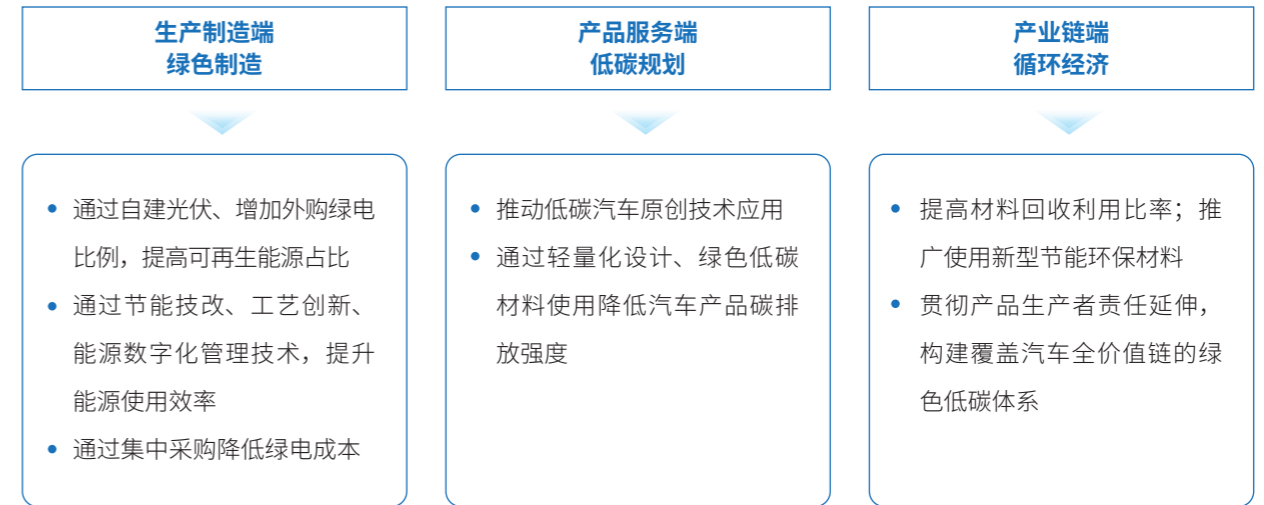 生产制造端
绿色制造
通过自建光伏、增加外购绿电
比例，提高可再生能源占比
通过节能技改、工艺创新、
能源数字化管理技术，提升
能源使用效率
通过集中采购降低绿电成本
产品服务端
低碳规划
推动低碳汽车原创技术应用
通过轻量化设计、绿色低碳
材料使用降低汽车产品碳排
放强度
产业链端
循环经济
提高材料回收利用比率；推
广使用新型节能环保材料
贯彻产品生产者责任延伸，
构建覆盖汽车全价值链的绿
色低碳体系